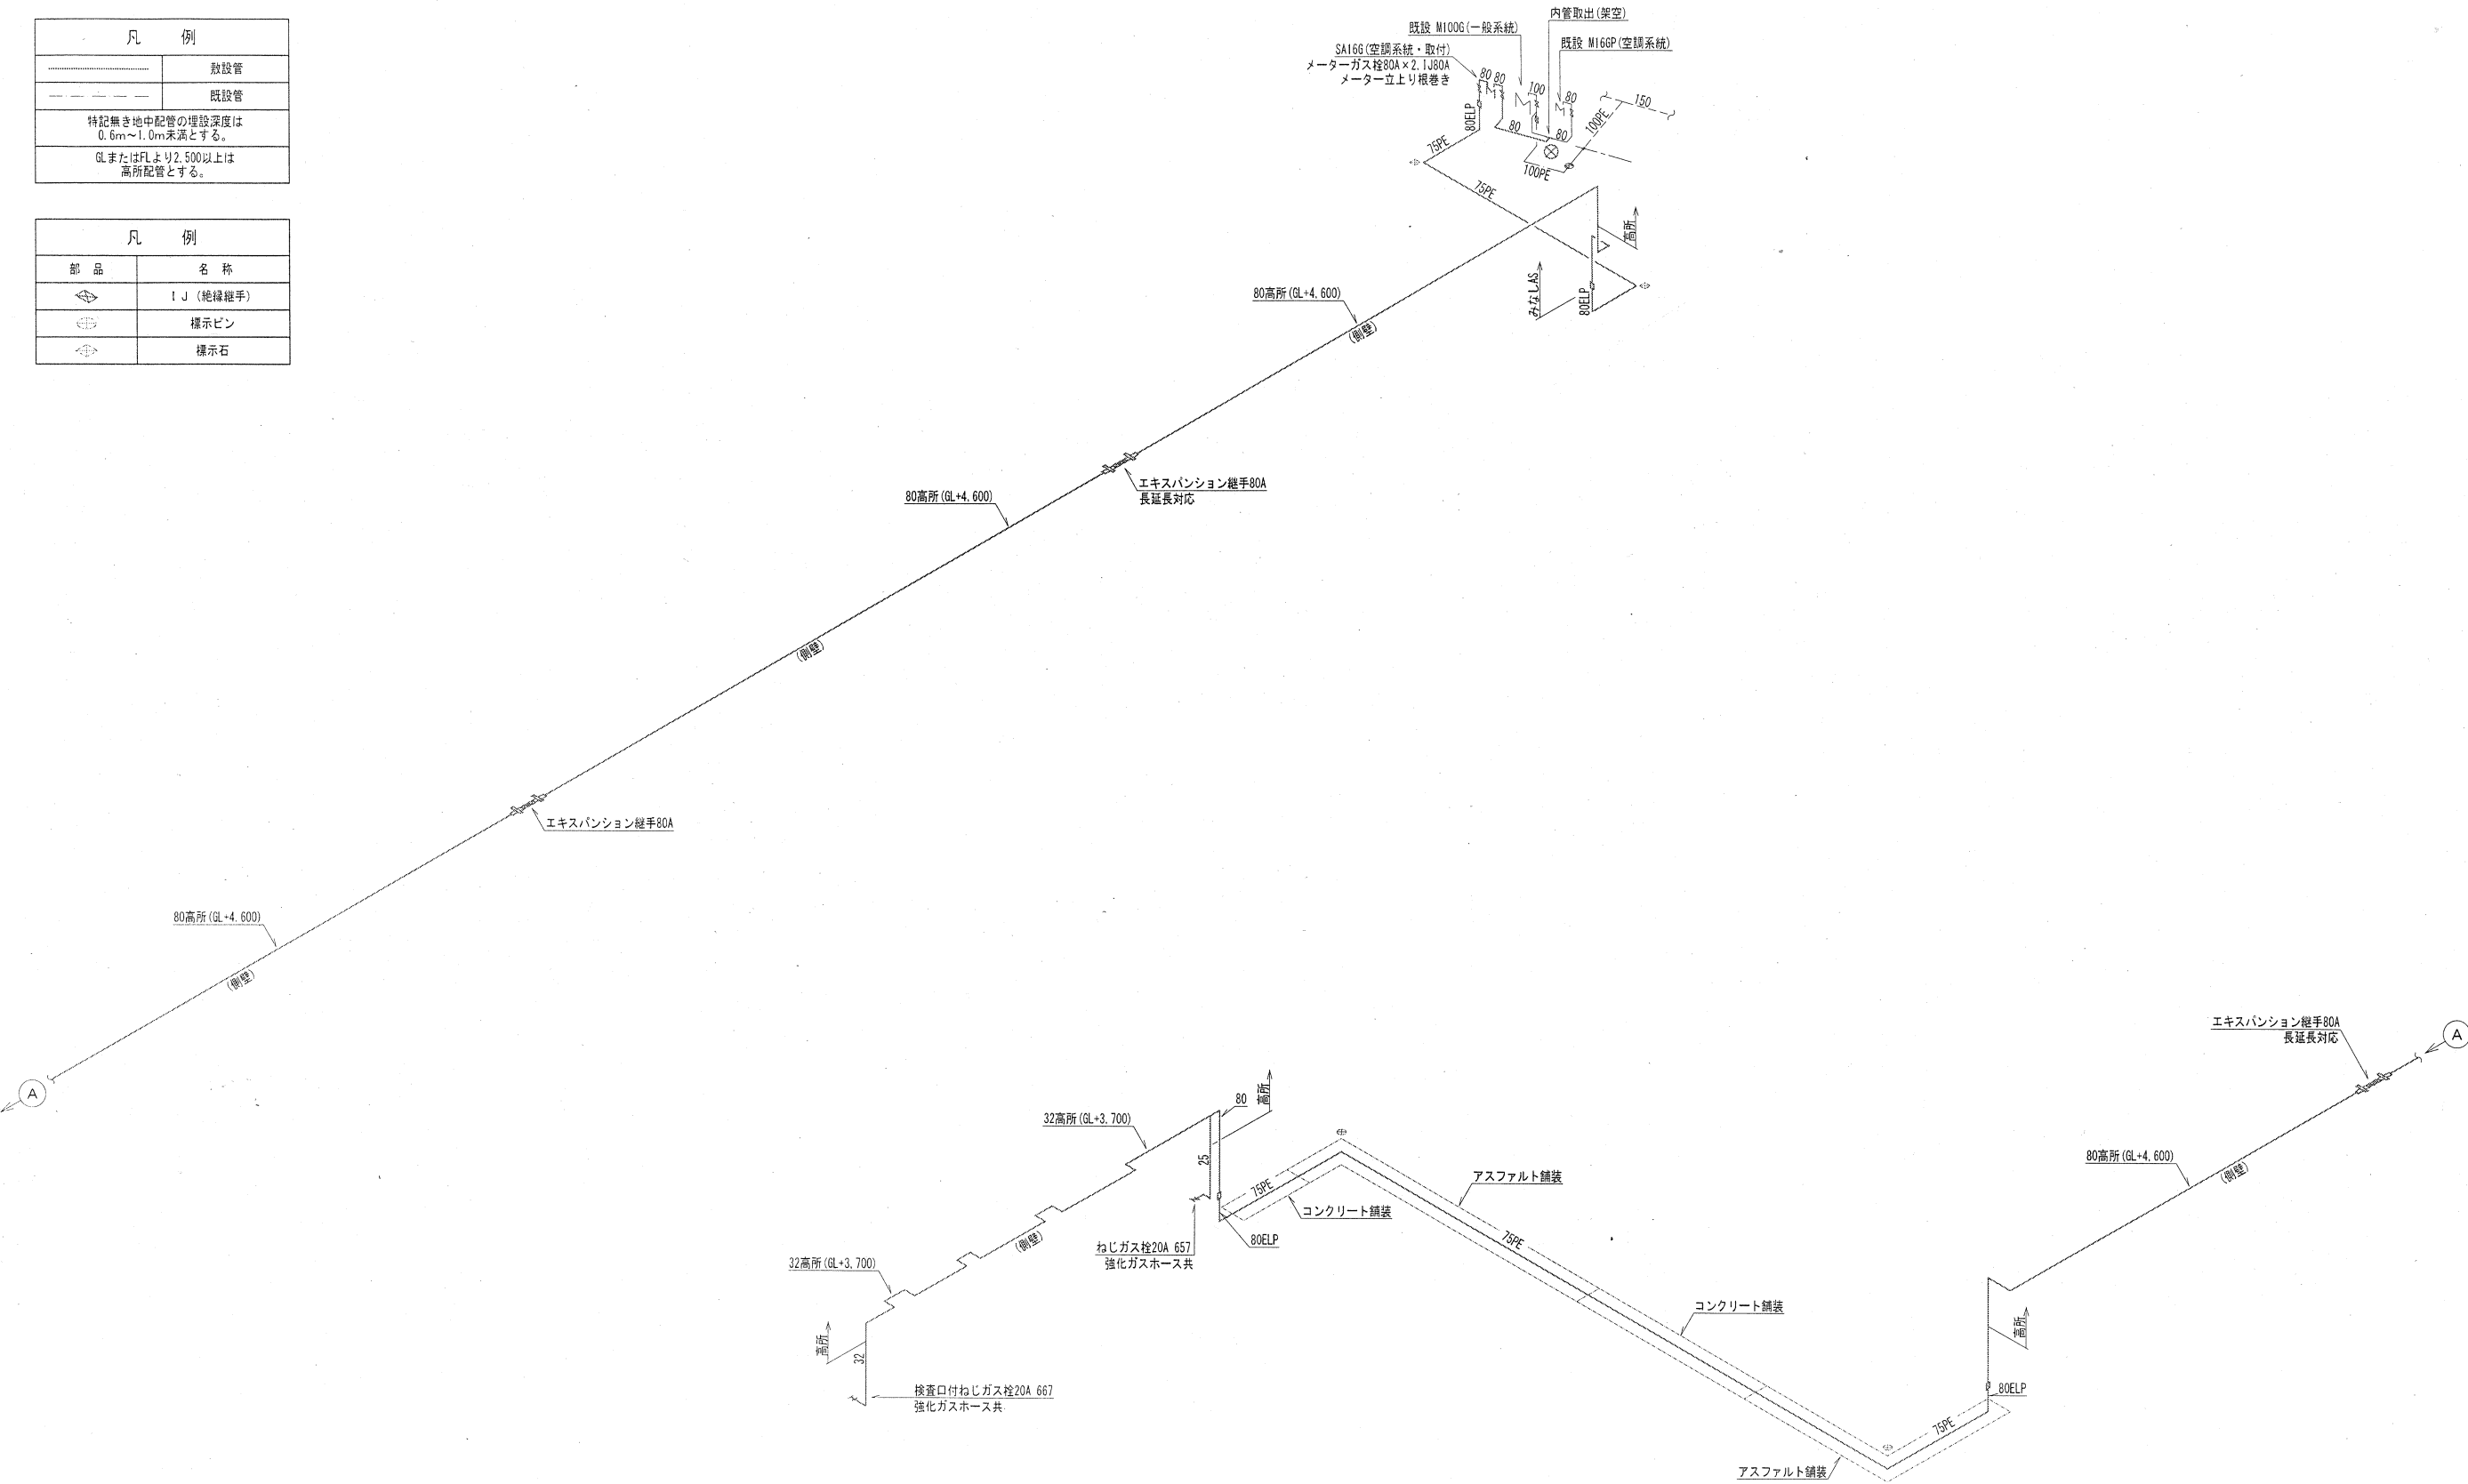 凡 例
敷設管
既設管
特記無き地中配管の埋設深度は
0.6m～1.0m未満とする。
GLまたはFLより2.500以上は
高所配管とする。
凡 例
部 品
名 称
IJ（絶縁継手）
標示ピン
標示石
内管取出(架空)
既設 M100G(一般系統)
既設 M16GP(空調系統)
SA16G(空調系統・取付)
メーターガス栓80A×2.IJ80A
メーター立上り根巻き
80
80
100
80
150
80ELP
80
80
100PE
75PE
100PE
75PE
高所
みなしAS
80ELP
80高所(GL+4.600)
(側壁)
エキスパンション継手80A
長延長対応
80高所(GL+4.600)
(側壁)
エキスパンション継手80A
80高所(GL+4.600)
(側壁)
A
エキスパンション継手80A
長延長対応
A
80高所(GL+4.600)
(側壁)
高所
80ELP
75PE
アスファルト舗装
コンクリート舗装
75PE
アスファルト舗装
コンクリート舗装
75PE
80ELP
80
高所
25
ねじガス栓20A 657
強化ガスホース共
32高所(GL+3.700)
(側壁)
32高所(GL+3.700)
高所
32
検査口付ねじガス栓20A 667
強化ガスホース共